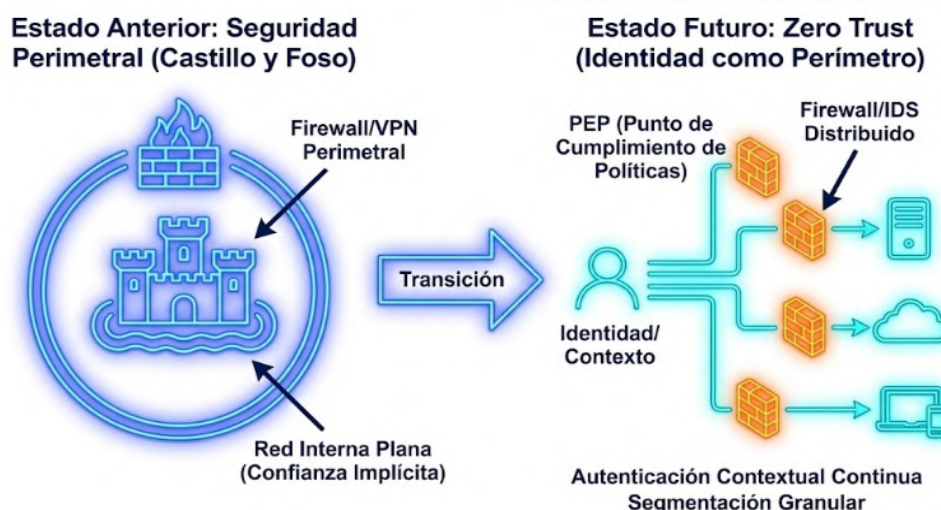 Estado Anterior: Seguridad
Perimetral (Castillo y Foso)
Firewall/VPN
Perimetral
Red Interna Plana
(Confianza Implícita)
Transición
Estado Futuro: Zero Trust
(Identidad como Perímetro)
PEP (Punto de
Cumplimiento de
Políticas)
Firewall/IDS
Distribuido
Identidad/
Contexto
Autenticación Contextual Continua
Segmentación Granular